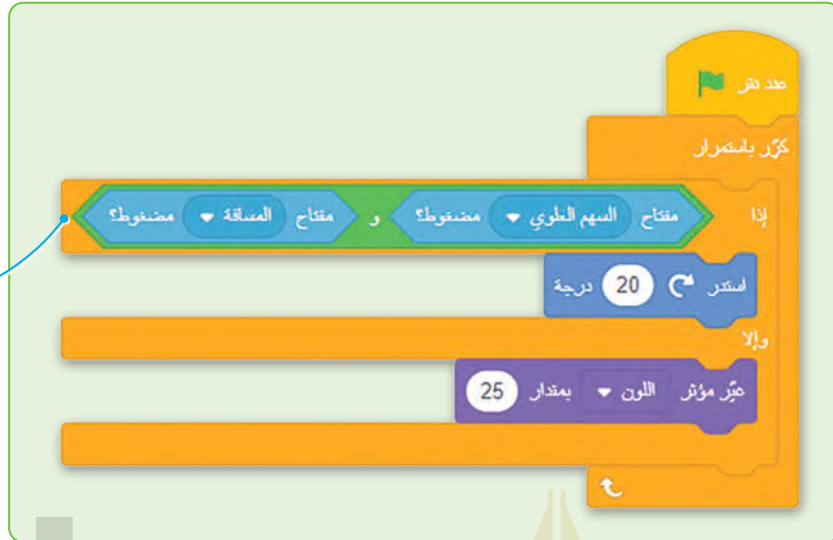 عند نقر
كرّر باستمرار
إذا مفتاح السهم العلوي مضغوط؟ و مفتاح المسافة مضغوط؟
استدر 20 درجة
وإلا
غيّر مؤثر اللون بمقدار 25